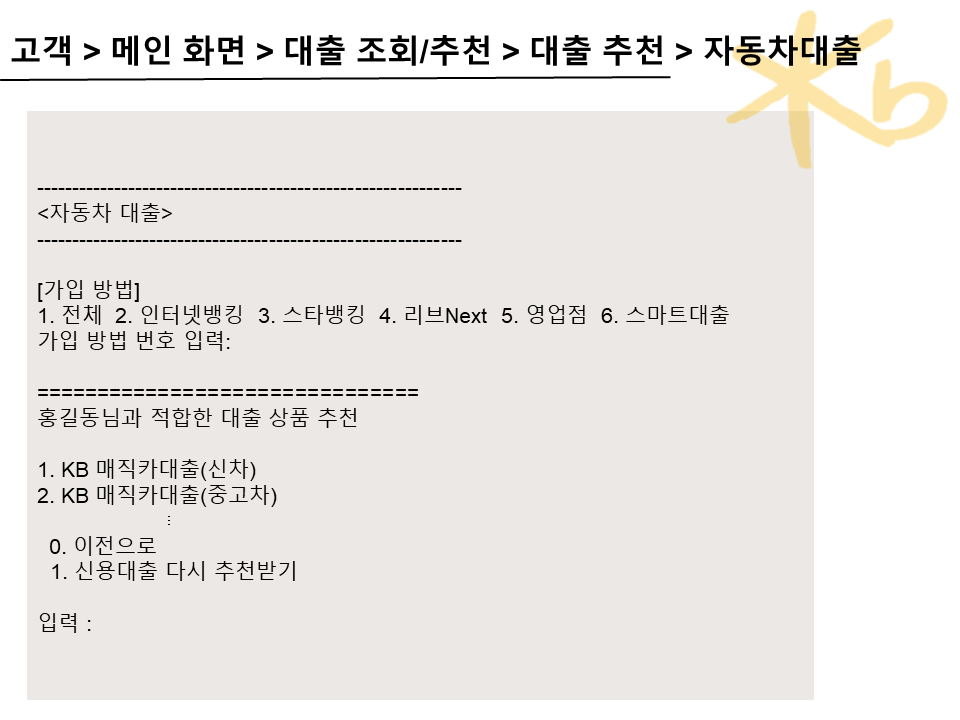 고객 > 메인 화면 > 대출 조회/추천 > 대출 추천 > 자동차대출
kb
-------------------------------------------------------------
<자동차 대출>
-------------------------------------------------------------
[가입 방법]
1. 전체 2. 인터넷뱅킹 3. 스타뱅킹 4. 리브Next 5. 영업점 6. 스마트대출
가입 방법 번호 입력:
================================
홍길동님과 적합한 대출 상품 추천
1. KB 매직카대출(신차)
2. KB 매직카대출(중고차)
⋮
0. 이전으로
1. 신용대출 다시 추천받기
입력 :